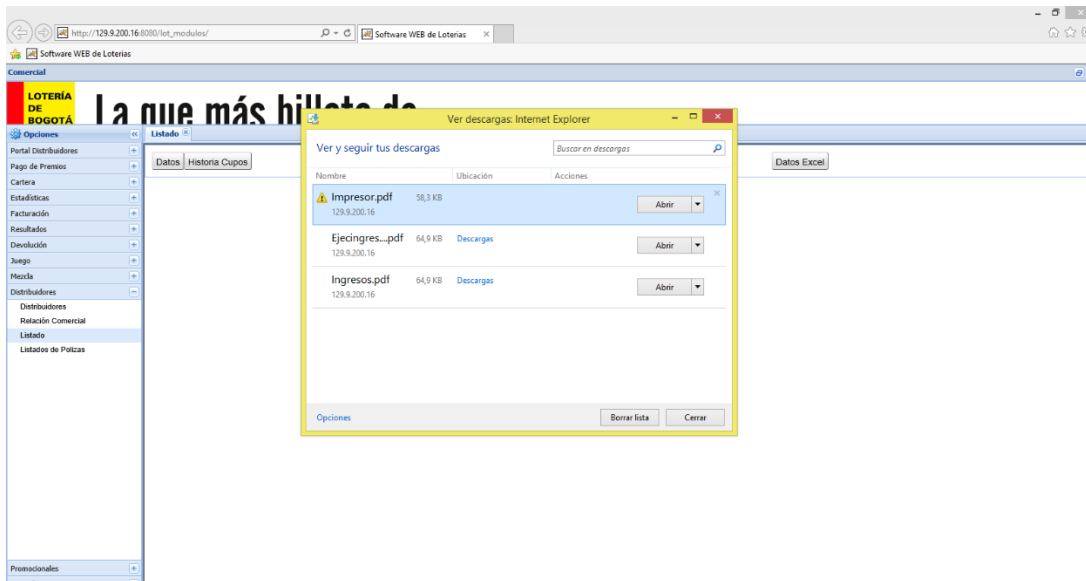 http://129.9.200.16:8080/lot_modulos/
Software WEB de Loterias
Software WEB de Loterias
Comercial
LOTERÍA
DE
BOGOTÁ
La que más billete da
Opciones
Listado
Portal Distribuidores
Pago de Premios
Cartera
Estadísticas
Facturación
Resultados
Devolución
Juego
Mezcla
Distribuidores
Distribuidores
Relación Comercial
Listado
Listados de Polizas
Promocionales
Datos
Historia Cupos
Datos Excel
Ver descargas: Internet Explorer
Ver y seguir tus descargas
Buscar en descargas
Nombre Ubicación Acciones
Impresor.pdf 58,3 KB Abrir
129.9.200.16
Ejecingres....pdf 64,9 KB Descargas Abrir
129.9.200.16
Ingresos.pdf 64,9 KB Descargas Abrir
129.9.200.16
Opciones
Borrar lista
Cerrar